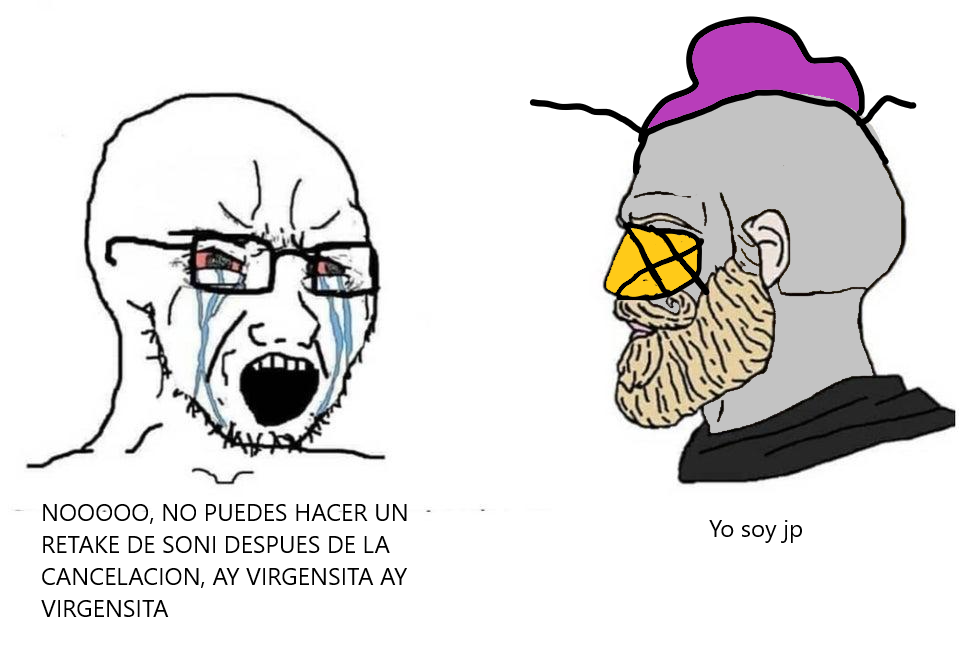 NOOOOO, NO PUEDES HACER UN
RETAKE DE SONI DESPUES DE LA
CANCELACION, AY VIRGENSITA AY
VIRGENSITA
Yo soy jp